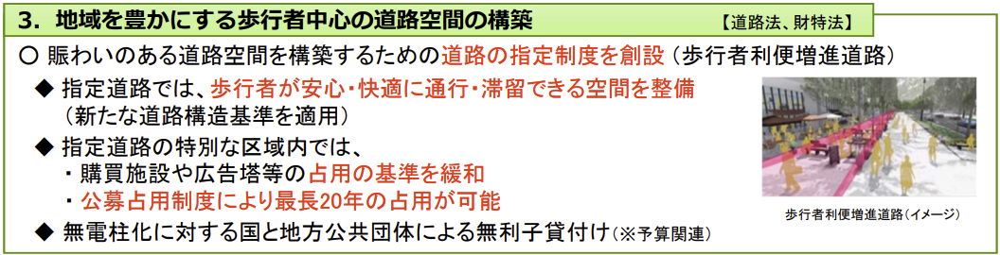 3．地域を豊かにする歩行者中心の道路空間の構築
【道路法、財特法】
○ 賑わいのある道路空間を構築するための道路の指定制度を創設（歩行者利便増進道路）
◆ 指定道路では、歩行者が安心・快適に通行・滞留できる空間を整備
（新たな道路構造基準を適用）
◆ 指定道路の特別な区域内では、
・購買施設や広告塔等の占用の基準を緩和
・公募占用制度により最長20年の占用が可能
◆ 無電柱化に対する国と地方公共団体による無利子貸付け（※予算関連）
歩行者利便増進道路（イメージ）